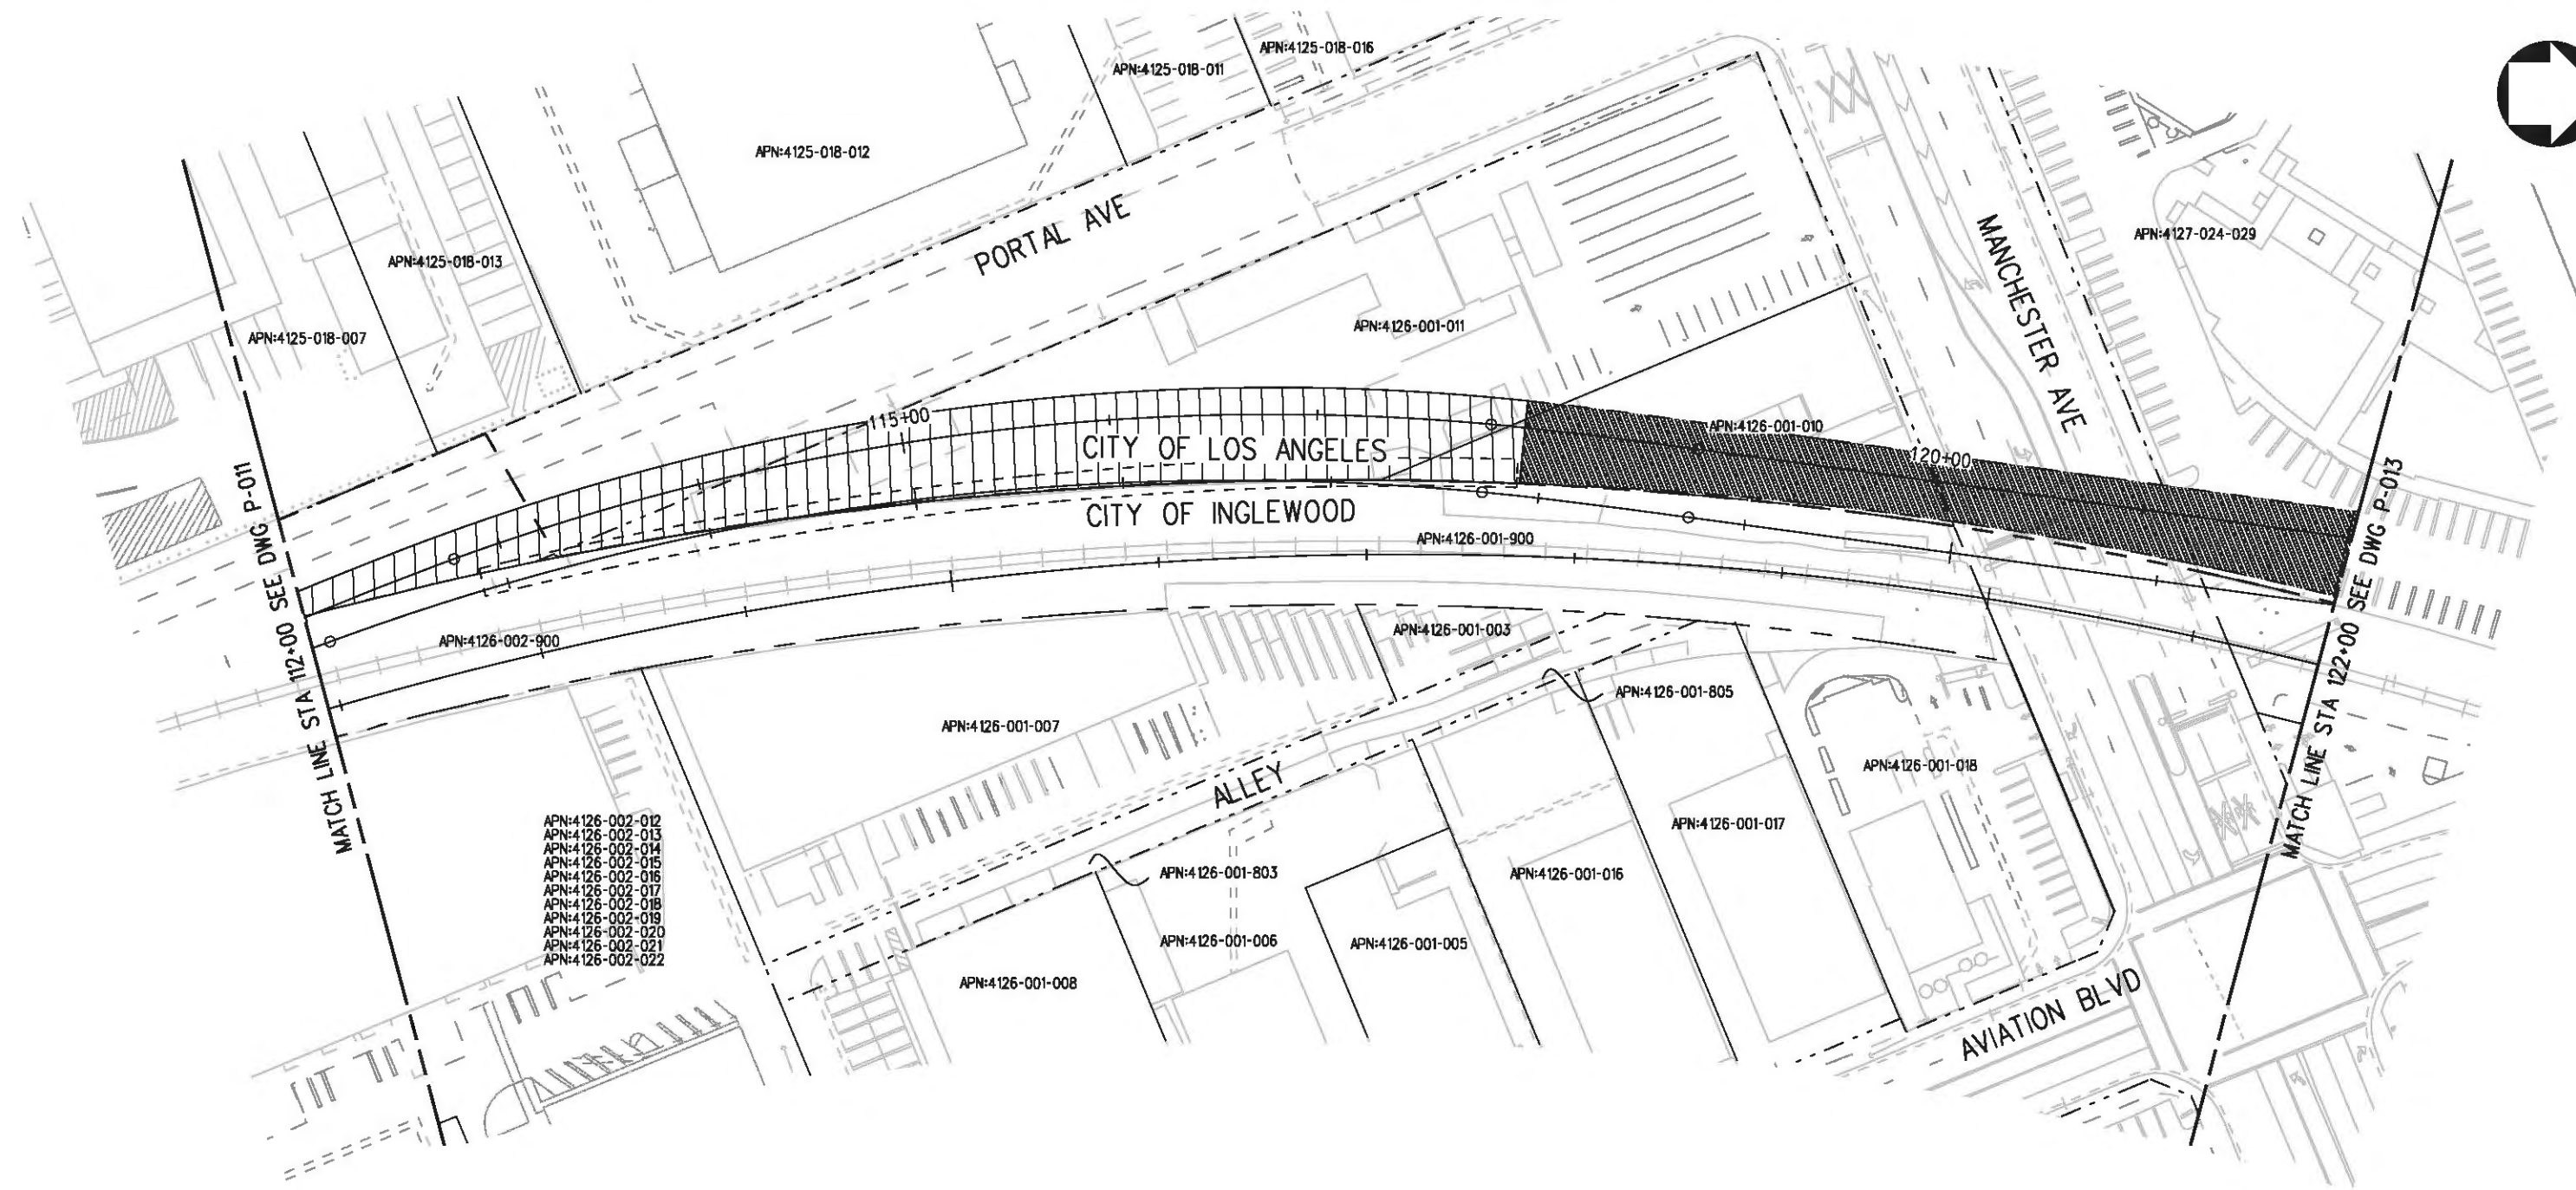 APN:4125-018-016
APN:4125-018-011
APN:4125-018-012
PORTAL AVE
MANCHESTER AVE
APN:4127-024-029
APN:4125-018-013
APN:4125-018-007
APN:4126-001-011
115+00
APN:4126-001-010
CITY OF LOS ANGELES
120+00
CITY OF INGLEWOOD
APN:4126-001-900
MATCH LINE STA 112+00 SEE DWG P-011
MATCH LINE STA 122+00 SEE DWG P-013
APN:4126-002-900
APN:4126-001-003
APN:4126-001-805
APN:4126-001-007
ALLEY
APN:4126-001-018
APN:4126-002-012
APN:4126-002-013
APN:4126-002-014
APN:4126-002-015
APN:4126-002-016
APN:4126-002-017
APN:4126-002-018
APN:4126-002-019
APN:4126-002-020
APN:4126-002-021
APN:4126-002-022
APN:4126-001-017
APN:4126-001-803
APN:4126-001-016
APN:4126-001-006
APN:4126-001-005
APN:4126-001-008
AVIATION BLVD